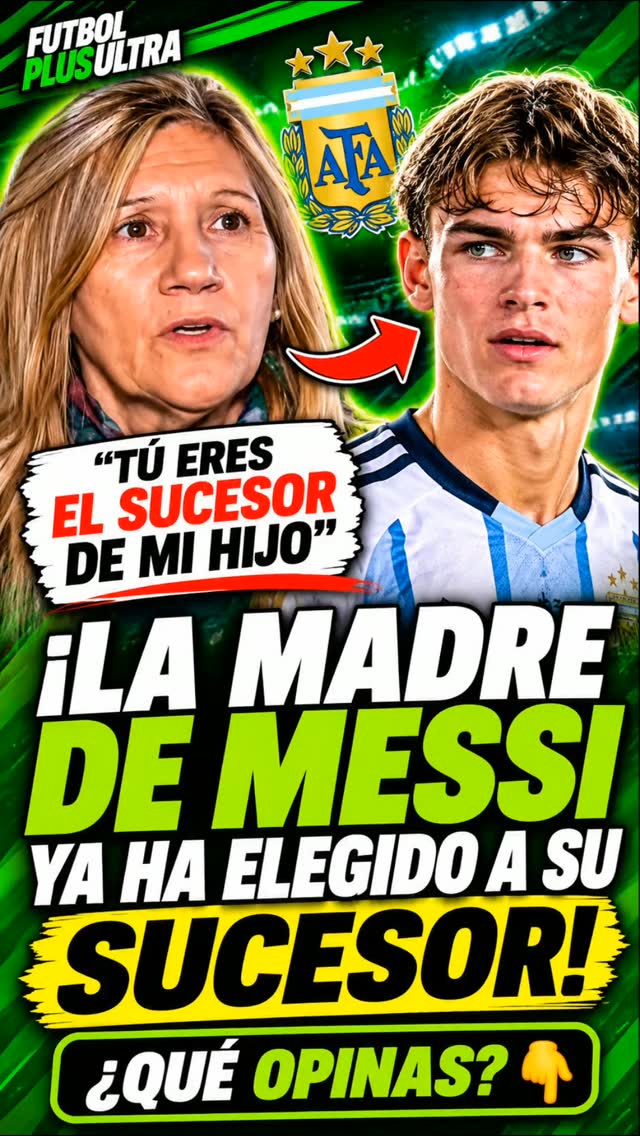 FUTBOL
PLUS ULTRA
AFA
“TÚ ERES
EL SUCESOR
DE MI HIJO”
¡LA MADRE
DE MESSI
YA HA ELEGIDO A SU
SUCESOR!
¿QUÉ OPINAS? 👇